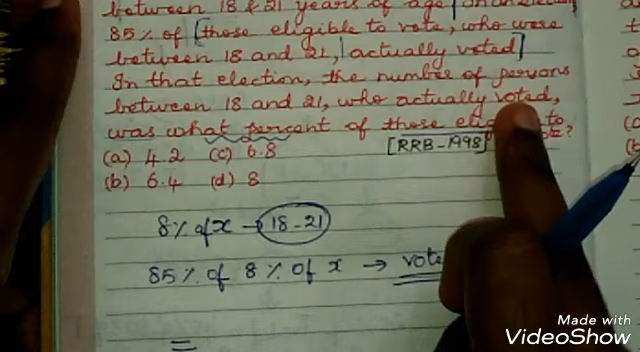 between 18 & 21 years of age
85% of [those eligible to vote, who were
between 18 and 21, actually voted]
In that election, the number of persons
between 18 and 21, who actually voted,
was what percent of those to
(a) 4.2 (c) 6.8 [RRB-1998]
(b) 6.4 (d) 8
8% of x → 18-21
85% of 8% of x → vote
=
Made with
VideoShow